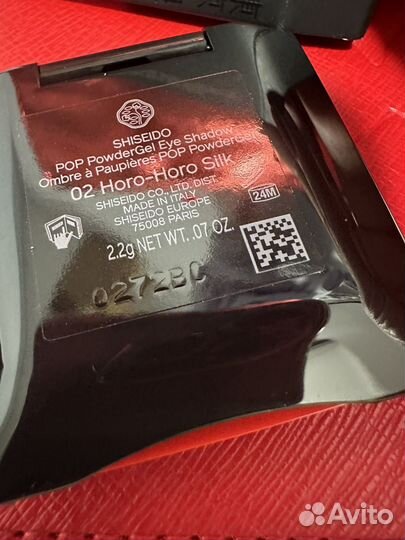 SHISEIDO
POP PowderGel Eye Shadow
Ombre à Paupières POP PowderGel
02 Horo-Horo Silk
SHISEIDO CO., LTD. DIST.
MADE IN ITALY
SHISEIDO EUROPE
75008 PARIS
24M
2.2g NET WT. .07 OZ.
0272BC
Avito